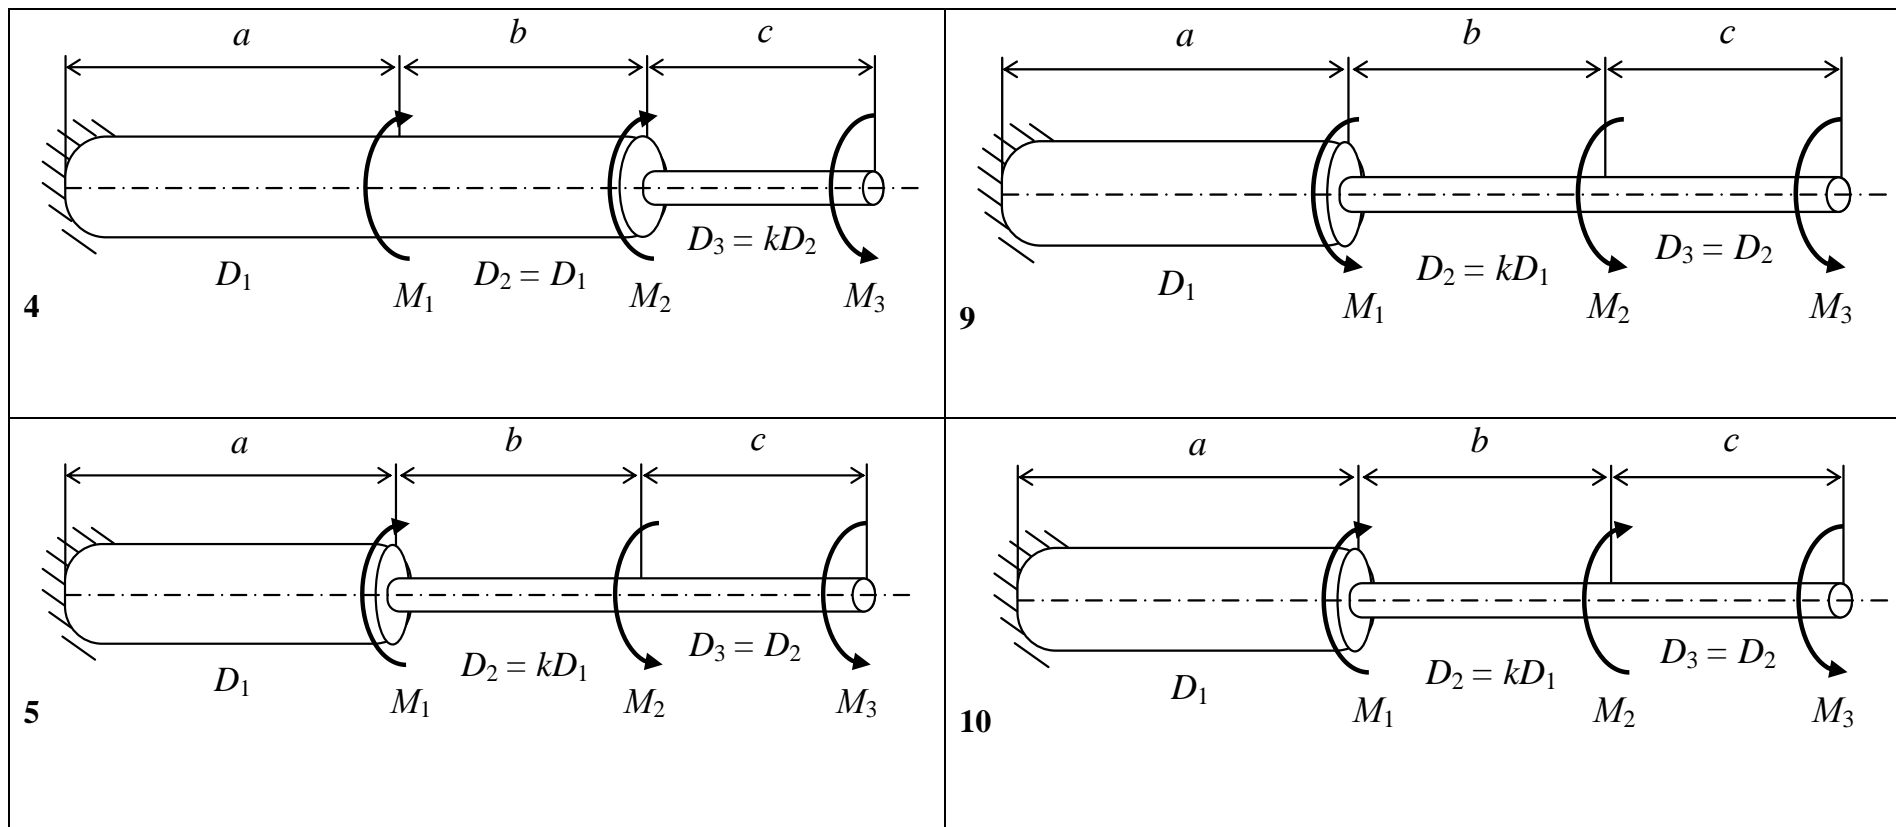 a b c
D3 = kD2
D1 D2 = D1
M1 M2 M3
4
a b c
D3 = D2
D2 = kD1
D1
M1 M2 M3
9
a b c
D3 = D2
D2 = kD1
D1
M1 M2 M3
5
a b c
D3 = D2
D2 = kD1
D1
M1 M2 M3
10